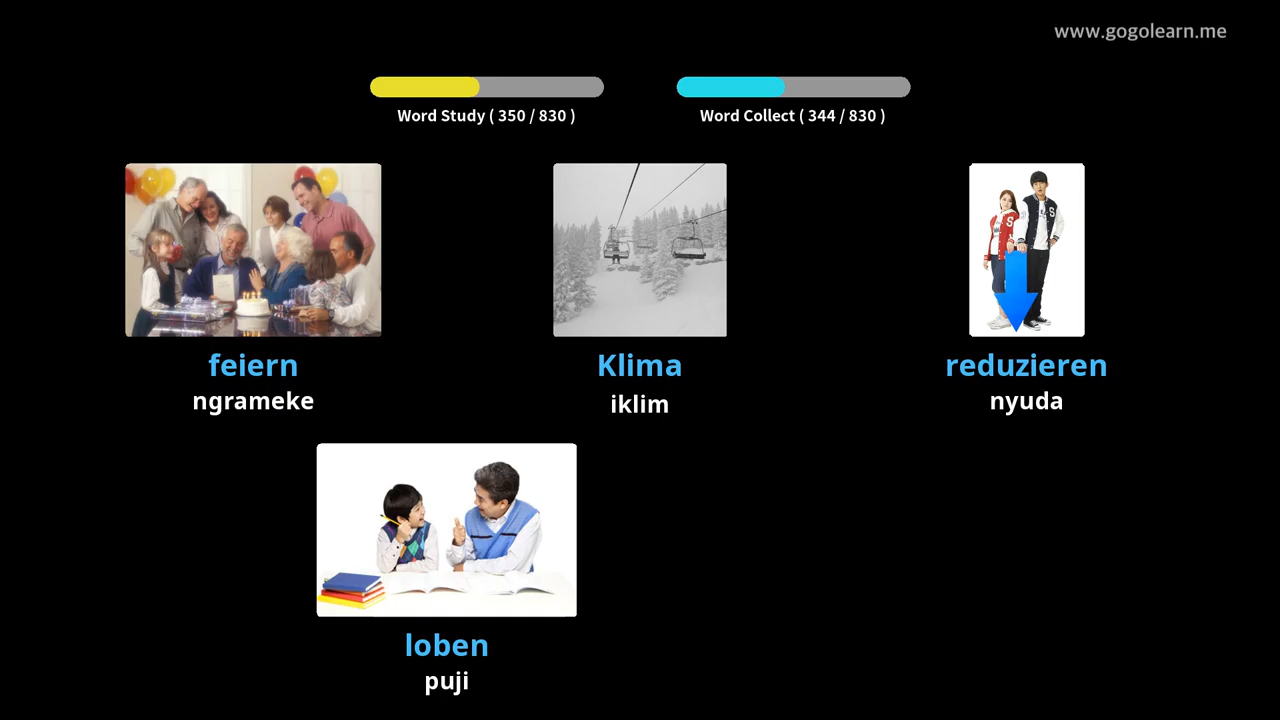 www.gogolearn.me
Word Study ( 350 / 830 )
Word Collect ( 344 / 830 )
feiern
ngrameke
Klima
iklim
reduzieren
nyuda
loben
puji